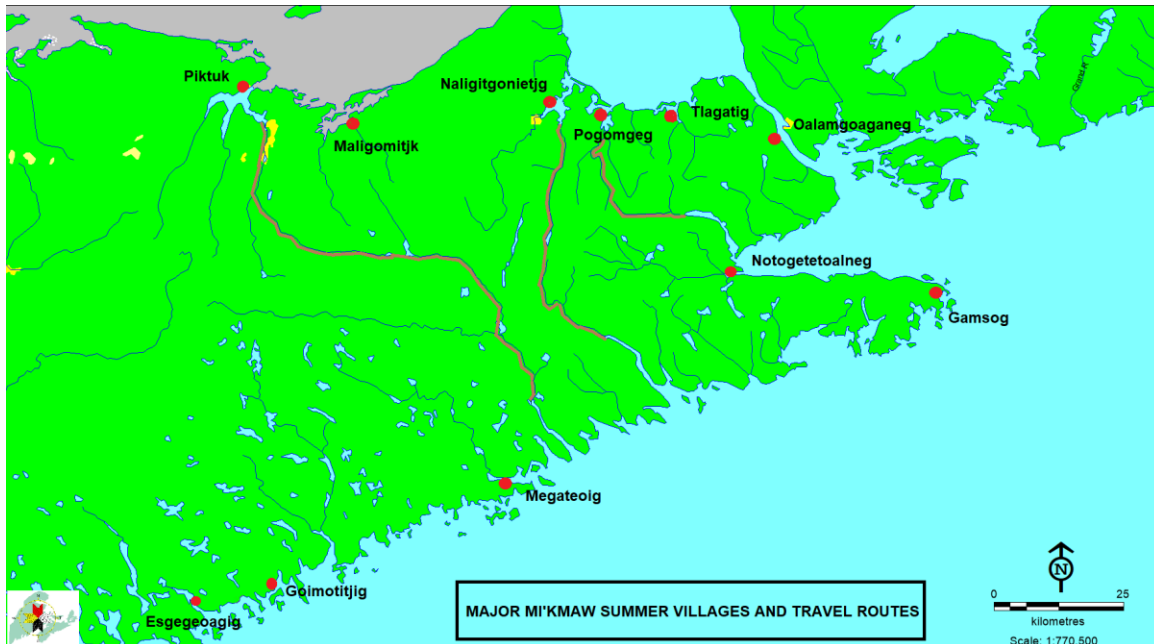 Piktuk
Naligitgonietjg
Maligomitjk
Pogomgeg
Tlagatig
Oalamgoaganeg
Grand R
Notogetetoalneg
Gamsog
Megateoig
Goimotitjig
Esgegeoagig
MAJOR MI'KMAW SUMMER VILLAGES AND TRAVEL ROUTES
N
0 25
kilometres
Scale: 1:770,500